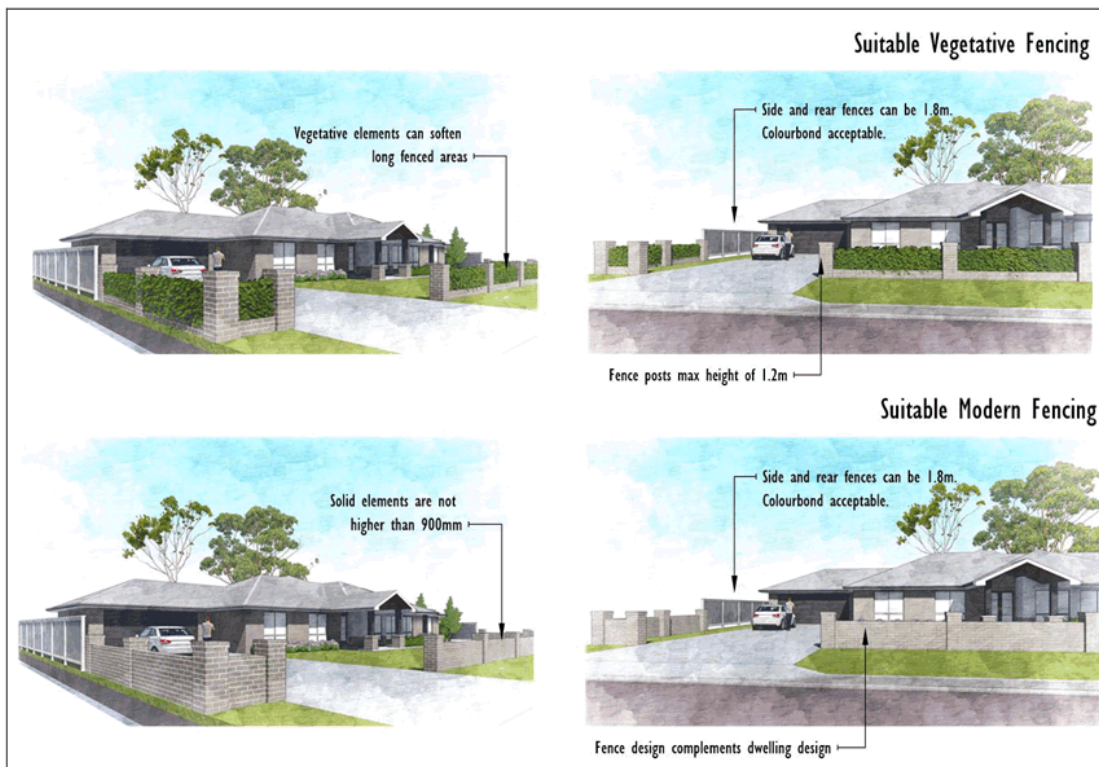 Suitable Vegetative Fencing
Vegetative elements can soften
long fenced areas
Side and rear fences can be 1.8m.
Colourbond acceptable.
Fence posts max height of 1.2m
Suitable Modern Fencing
Solid elements are not
higher than 900mm
Side and rear fences can be 1.8m.
Colourbond acceptable.
Fence design complements dwelling design